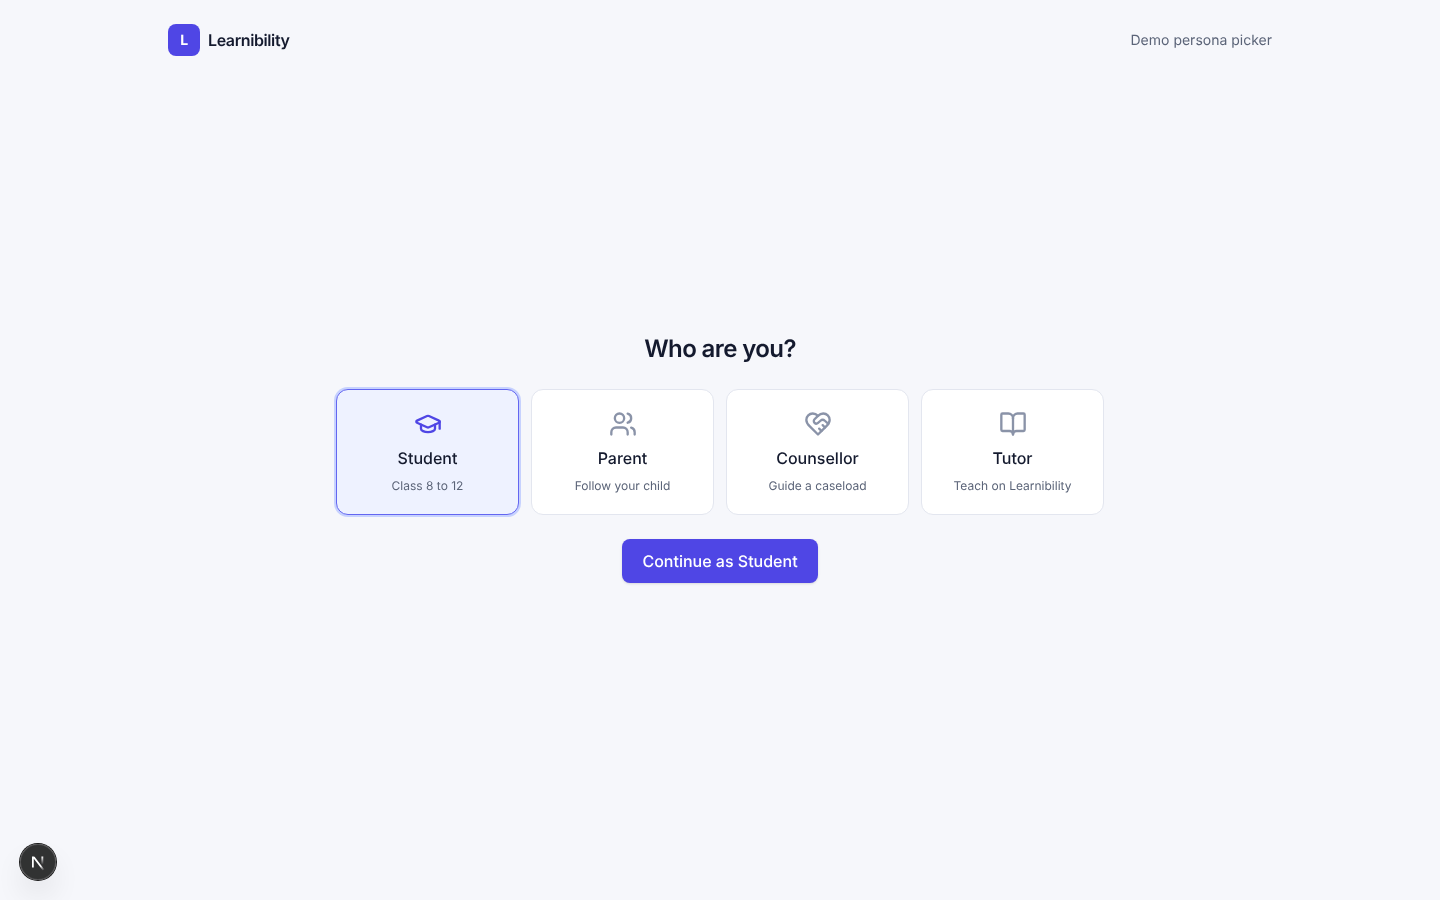 L Learnibility
Demo persona picker
Who are you?
Student
Class 8 to 12
Parent
Follow your child
Counsellor
Guide a caseload
Tutor
Teach on Learnibility
Continue as Student
N